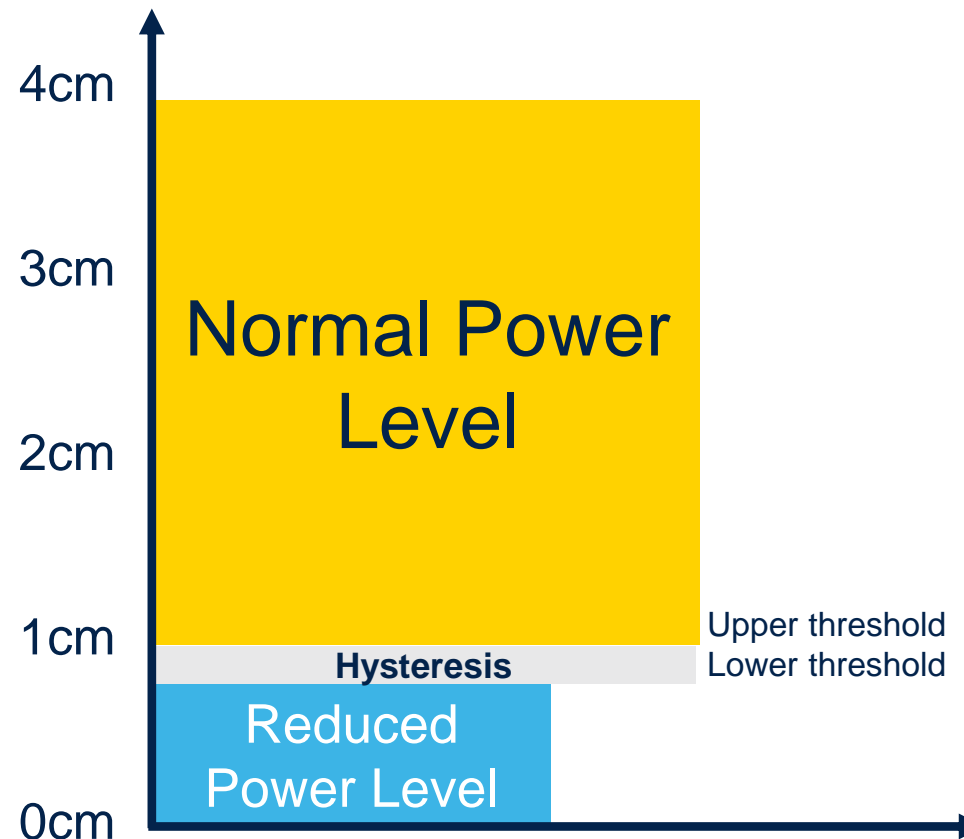 4cm
3cm
Normal Power
Level
2cm
1cm
Upper threshold
Hysteresis
Lower threshold
Reduced
Power Level
0cm